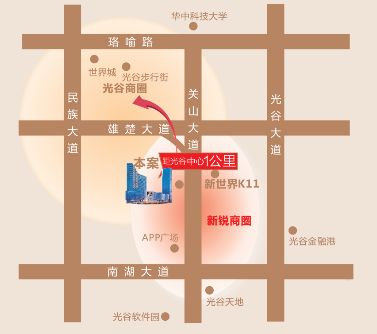 华中科技大学
珞喻路
世界城
光谷步行街
光谷商圈
民族大道
关山大道
光谷大道
雄楚大道
距光谷中心1公里
本案
新世界K11
新锐商圈
APP广场
光谷金融港
南湖大道
光谷天地
光谷软件园